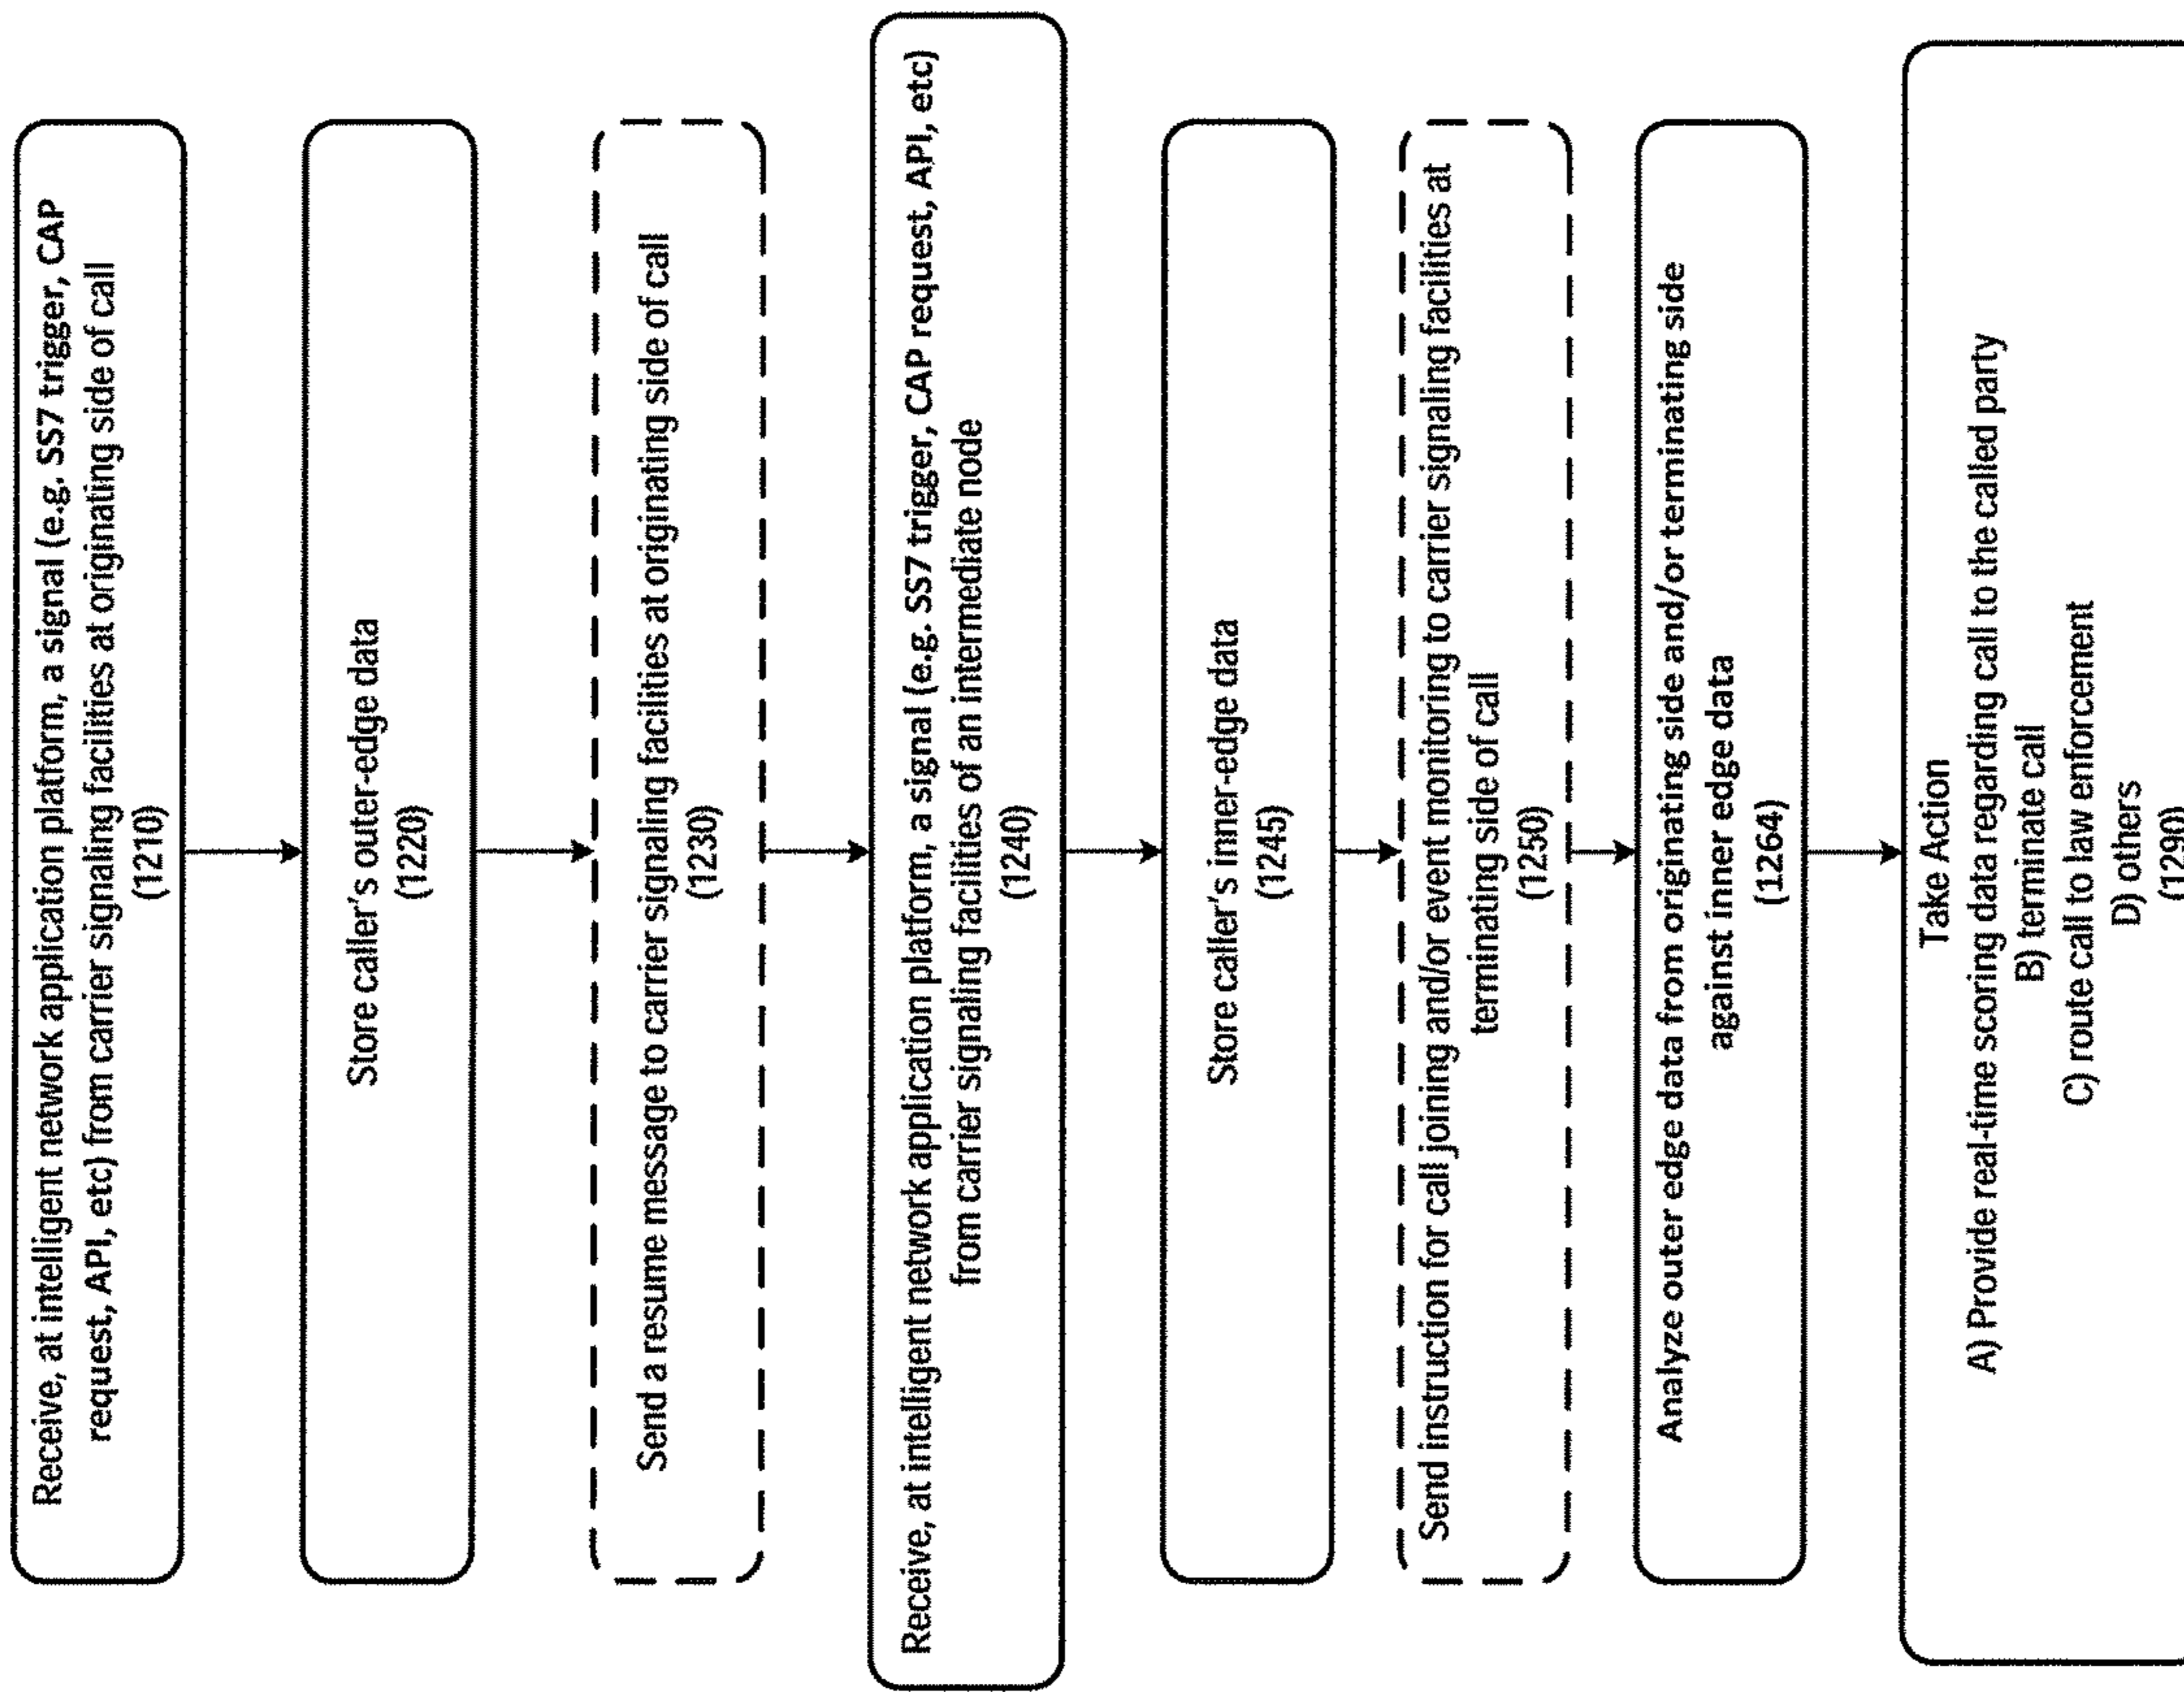 Receive, at intelligent network application platform, a signal (e.g. SS7 trigger, CAP
request, API, etc) from carrier signaling facilities at originating side of call
(1210)
Store caller's outer-edge data
(1220)
Send a resume message to carrier signaling facilities at originating side of call
(1230)
Receive, at intelligent network application platform, a signal (e.g. SS7 trigger, CAP request, API, etc)
from carrier signaling facilities of an intermediate node
(1240)
Store caller's inner-edge data
(1245)
Send instruction for call joining and/or event monitoring to carrier signaling facilities at
terminating side of call
(1250)
Analyze outer edge data from originating side and/or terminating side
against inner edge data
(1264)
Take Action
A) Provide real-time scoring data regarding call to the called party
B) terminate call
C) route call to law enforcement
D) others
(1290)